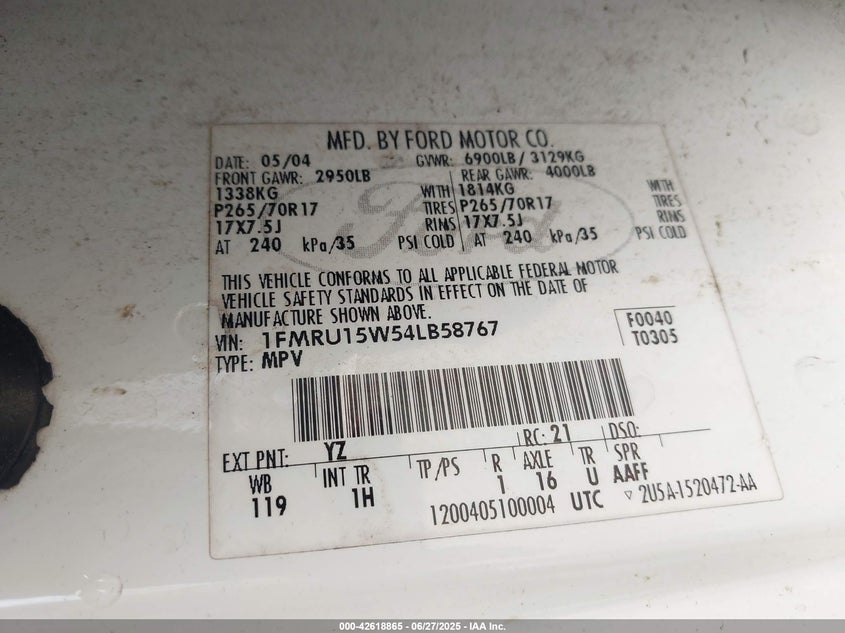 MFD. BY FORD MOTOR CO.
DATE: 05/04 GVWR: 6900LB / 3129KG
FRONT GAWR: 2950LB REAR GAWR: 4000LB
1338KG WITH 1814KG WITH
P265/70R17 TIRES P265/70R17 TIRES
17X7.5J RIMS 17X7.5J RIMS
AT 240 kPa/35 PSI COLD AT 240 kPa/35 PSI COLD
Ford
THIS VEHICLE CONFORMS TO ALL APPLICABLE FEDERAL MOTOR
VEHICLE SAFETY STANDARDS IN EFFECT ON THE DATE OF
MANUFACTURE SHOWN ABOVE.
VIN: 1FMRU15W54LB58767 F0040
TYPE: MPV T0305
EXT PNT: YZ RC: 21 DSO:
WB INT TR TP/PS R AXLE TR SPR
119 1H 1 16 U AAFF
1200405100004 UTC ▽ 2U5A-1520472-AA
000-42618865 - 06/27/2025 - IAA Inc.